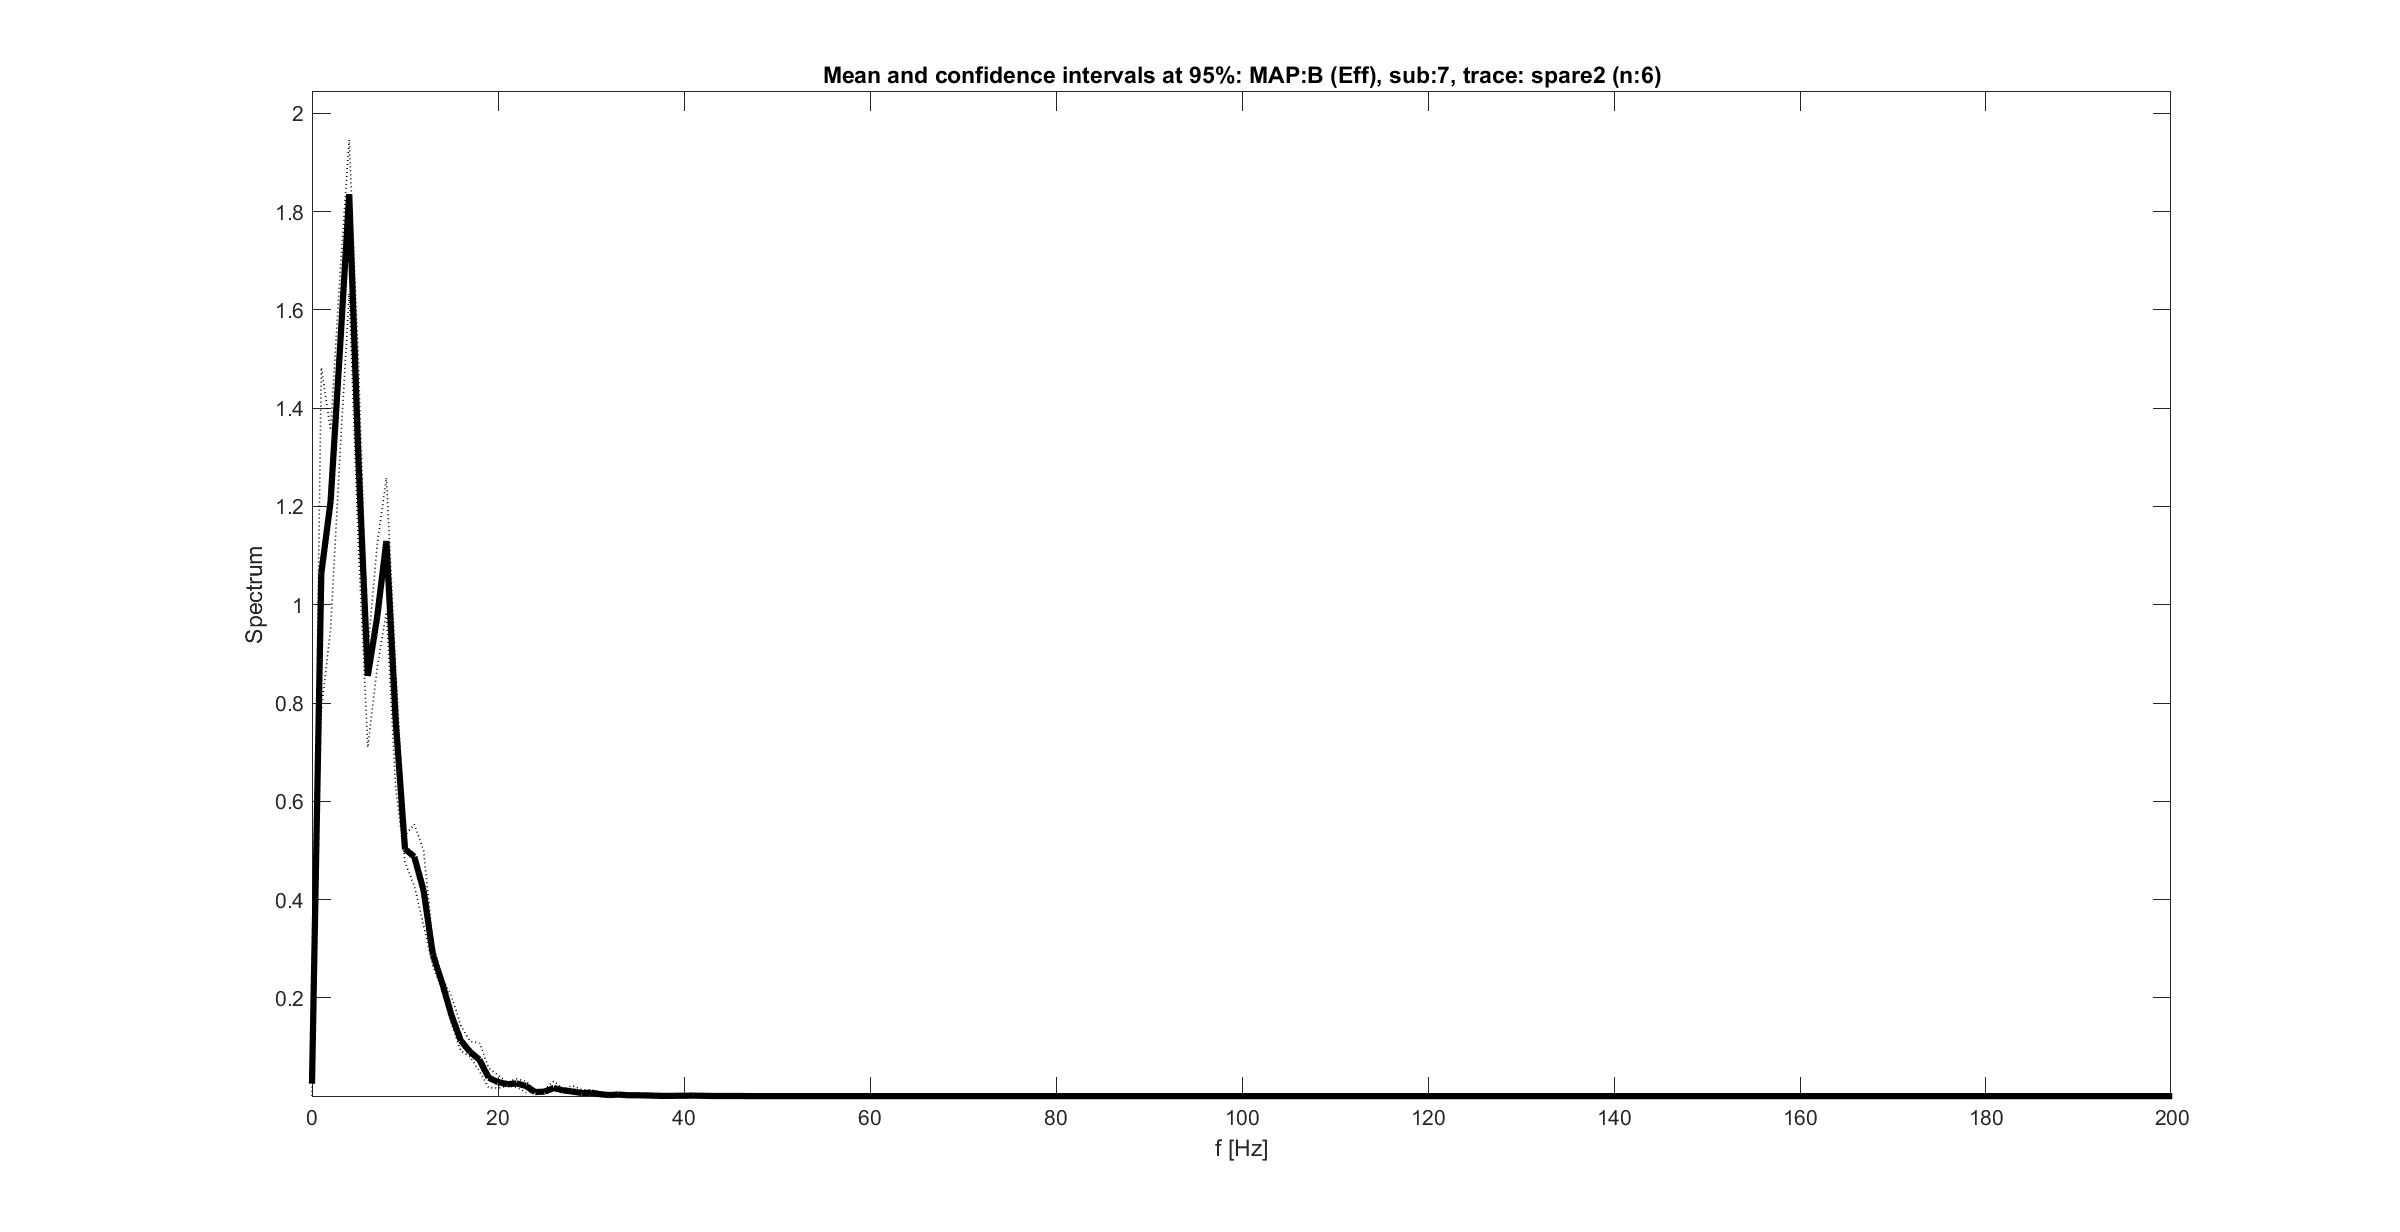 Mean and confidence intervals at 95%: MAP:B (Eff), sub:7, trace: spare2 (n:6)
2
1.8
1.6
1.4
1.2
1
0.8
0.6
0.4
0.2
Spectrum
0 20 40 60 80 100 120 140 160 180 200
f [Hz]